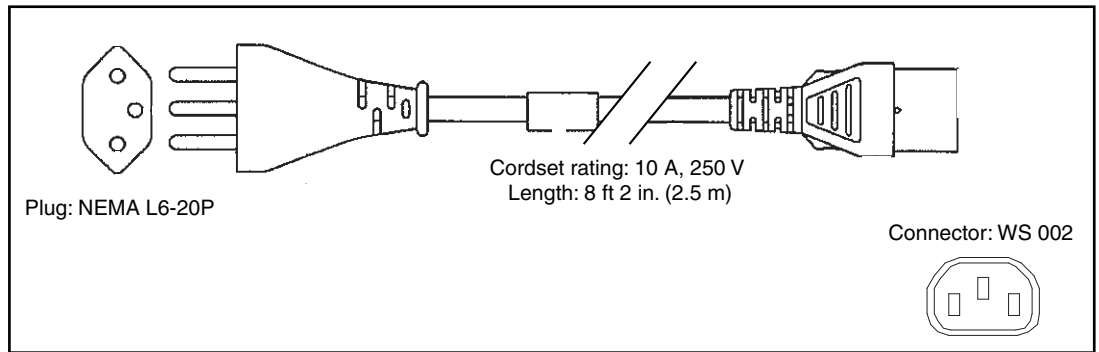 Cordset rating: 10 A, 250 V
Length: 8 ft 2 in. (2.5 m)
Plug: NEMA L6-20P
Connector: WS 002